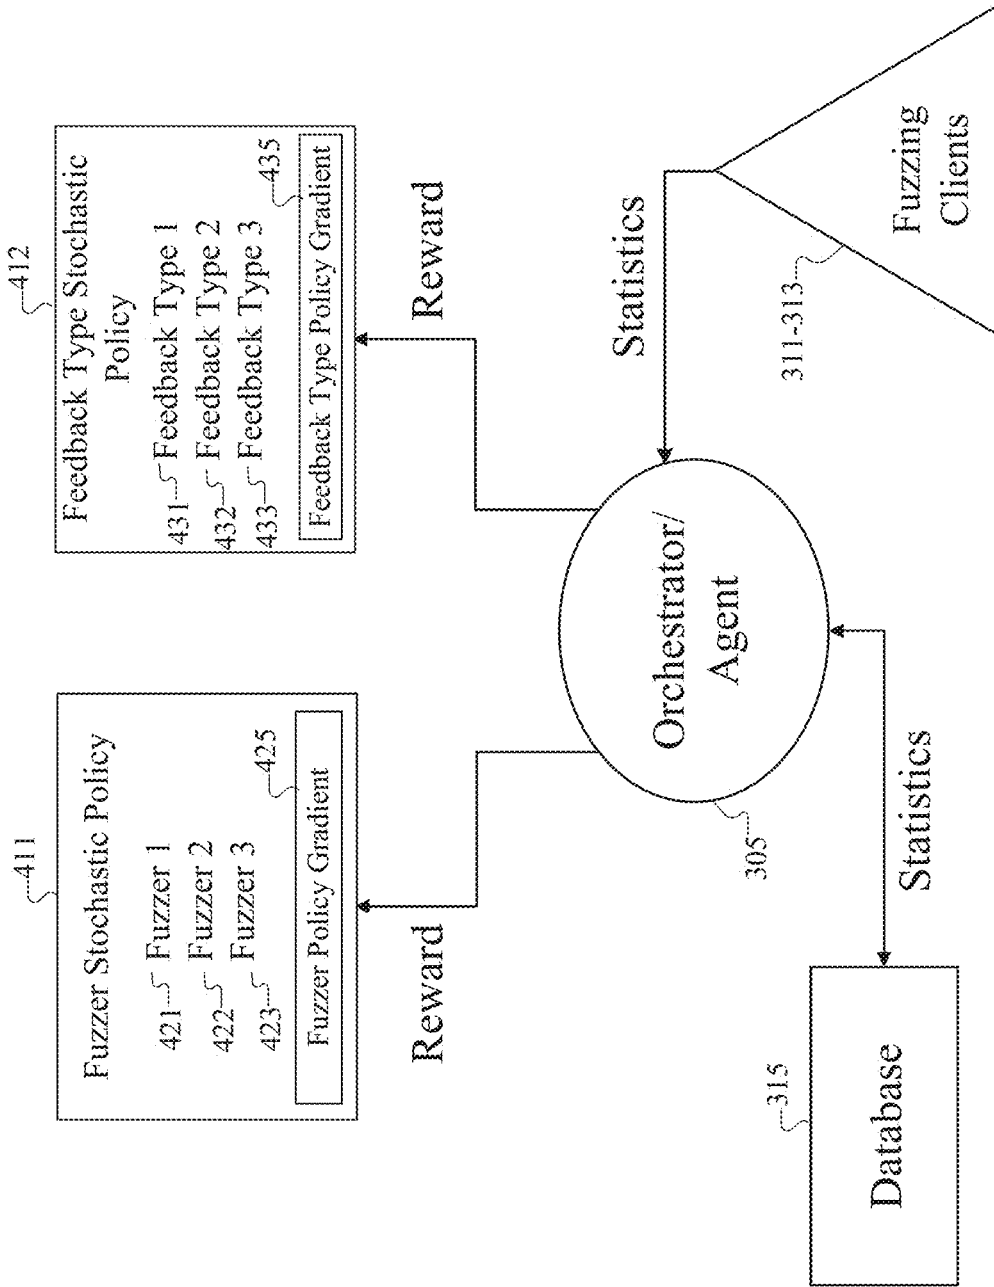 411
Fuzzer Stochastic Policy
421 Fuzzer 1
422 Fuzzer 2
423 Fuzzer 3
425
Fuzzer Policy Gradient
412
Feedback Type Stochastic
Policy
431 Feedback Type 1
432 Feedback Type 2
433 Feedback Type 3
435
Feedback Type Policy Gradient
Reward
Reward
Orchestrator/
Agent
305
Statistics
Statistics
315
Database
311-313
Fuzzing
Clients